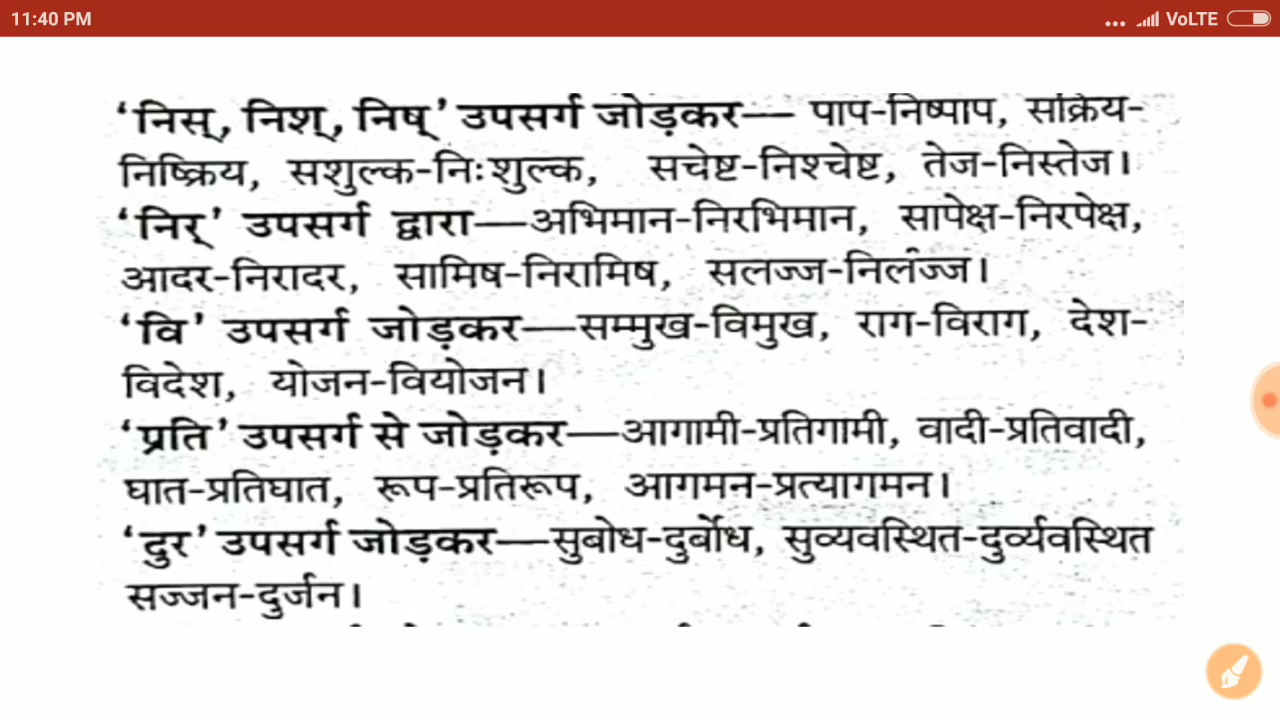 11:40 PM ... VoLTE
‘निस्, निश्, निष्’ उपसर्ग जोड़कर— पाप-निष्पाप, सक्रिय-
निष्क्रिय, सशुल्क-निःशुल्क, सचेष्ट-निश्चेष्ट, तेज-निस्तेज।
‘निर्’ उपसर्ग द्वारा—अभिमान-निरभिमान, सापेक्ष-निरपेक्ष,
आदर-निरादर, सामिष-निरामिष, सलज्ज-निर्लज्ज।
‘वि’ उपसर्ग जोड़कर—सम्मुख-विमुख, राग-विराग, देश-
विदेश, योजन-वियोजन।
‘प्रति’ उपसर्ग से जोड़कर—आगामी-प्रतिगामी, वादी-प्रतिवादी,
घात-प्रतिघात, रूप-प्रतिरूप, आगमन-प्रत्यागमन।
‘दुर’ उपसर्ग जोड़कर—सुबोध-दुर्बोध, सुव्यवस्थित-दुर्व्यवस्थित
सज्जन-दुर्जन।